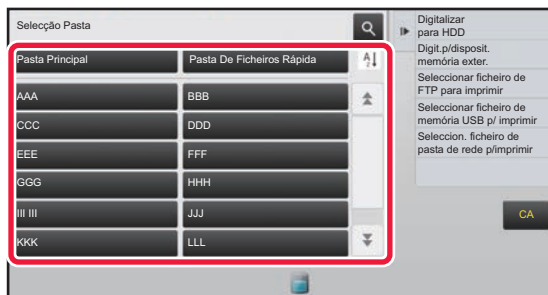 Selecção Pasta
Pasta Principal
Pasta De Ficheiros Rápida
AAA
BBB
CCC
DDD
EEE
FFF
GGG
HHH
III III
JJJ
KKK
LLL
Digitalizar
para HDD
Digit.p/disposit.
memória exter.
Seleccionar ficheiro de
FTP para imprimir
Seleccionar ficheiro de
memória USB p/ imprimir
Seleccion. ficheiro de
pasta de rede p/imprimir
CA